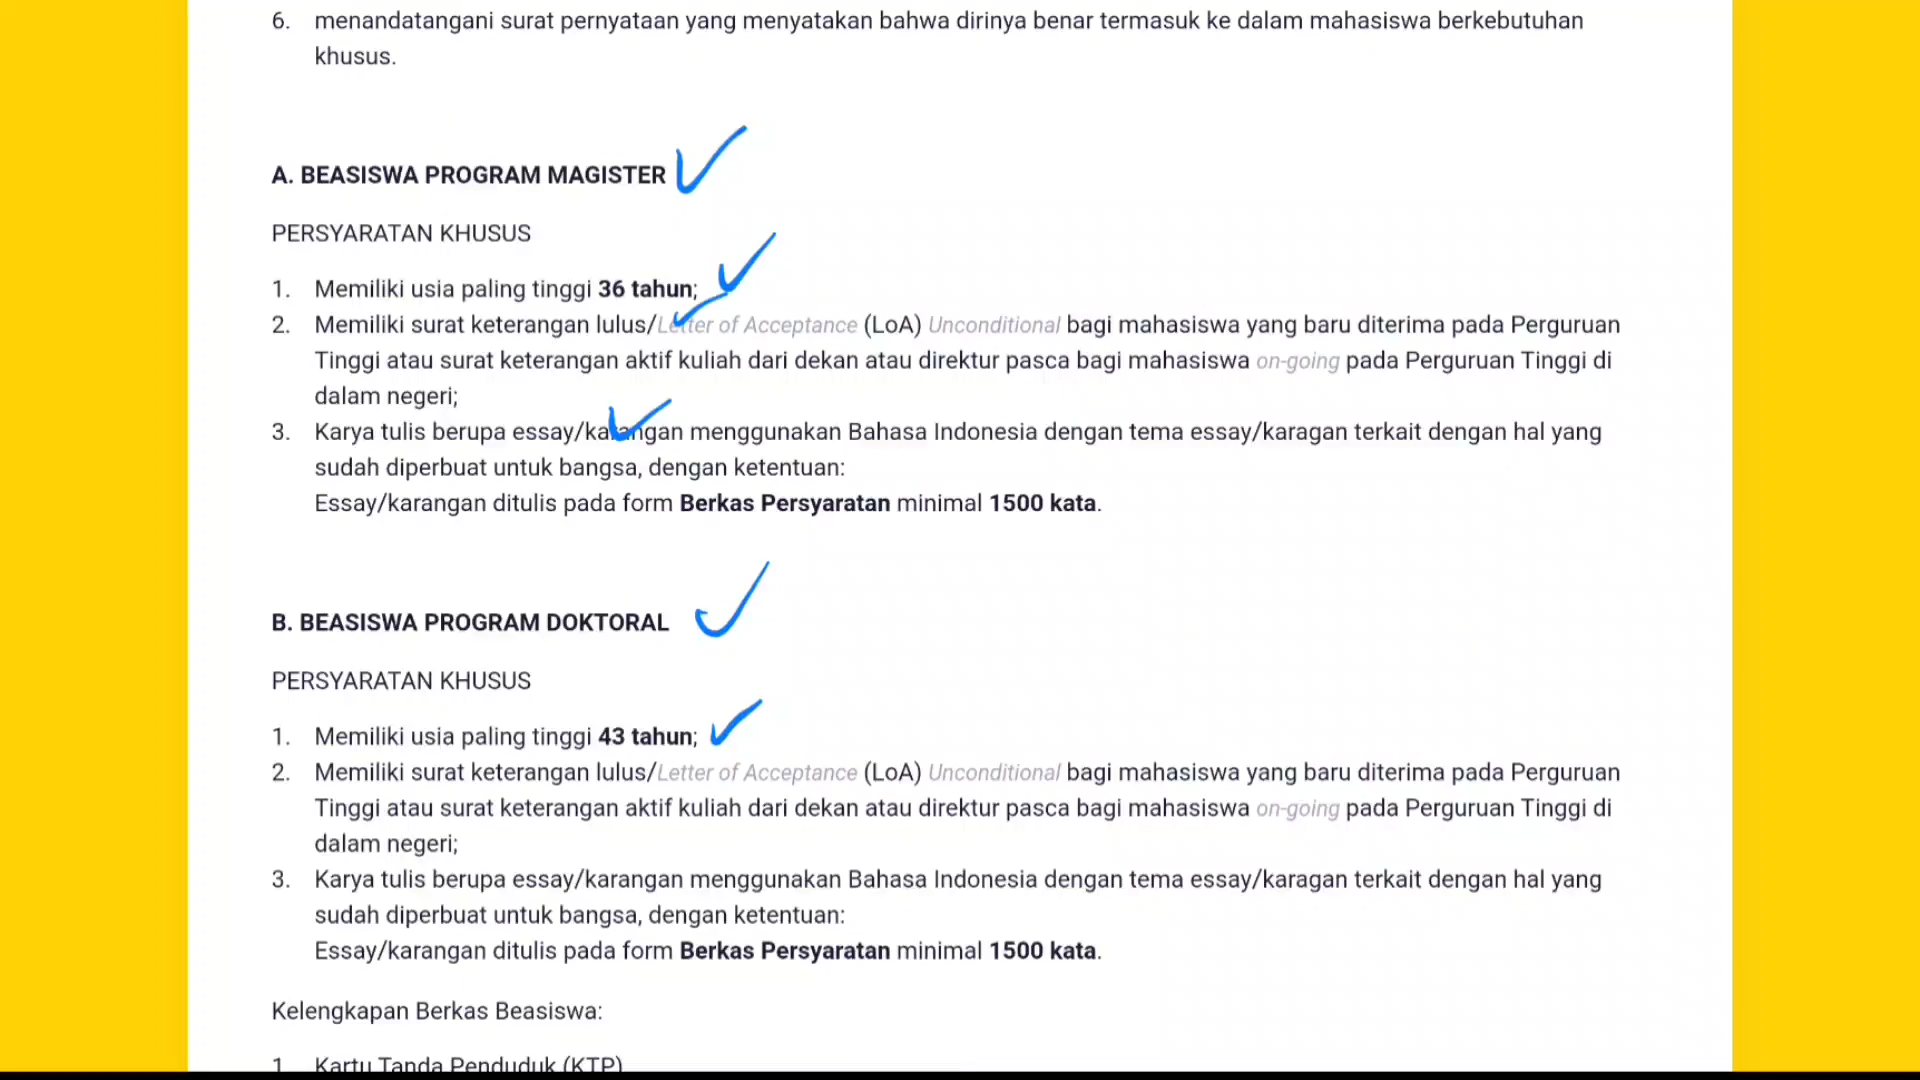 6. menandatangani surat pernyataan yang menyatakan bahwa dirinya benar termasuk ke dalam mahasiswa berkebutuhan
khusus.
A. BEASISWA PROGRAM MAGISTER
PERSYARATAN KHUSUS
1. Memiliki usia paling tinggi 36 tahun;
2. Memiliki surat keterangan lulus/Letter of Acceptance (LoA) Unconditional bagi mahasiswa yang baru diterima pada Perguruan
Tinggi atau surat keterangan aktif kuliah dari dekan atau direktur pasca bagi mahasiswa on-going pada Perguruan Tinggi di
dalam negeri;
3. Karya tulis berupa essay/karangan menggunakan Bahasa Indonesia dengan tema essay/karagan terkait dengan hal yang
sudah diperbuat untuk bangsa, dengan ketentuan:
Essay/karangan ditulis pada form Berkas Persyaratan minimal 1500 kata.
B. BEASISWA PROGRAM DOKTORAL
PERSYARATAN KHUSUS
1. Memiliki usia paling tinggi 43 tahun;
2. Memiliki surat keterangan lulus/Letter of Acceptance (LoA) Unconditional bagi mahasiswa yang baru diterima pada Perguruan
Tinggi atau surat keterangan aktif kuliah dari dekan atau direktur pasca bagi mahasiswa on-going pada Perguruan Tinggi di
dalam negeri;
3. Karya tulis berupa essay/karangan menggunakan Bahasa Indonesia dengan tema essay/karagan terkait dengan hal yang
sudah diperbuat untuk bangsa, dengan ketentuan:
Essay/karangan ditulis pada form Berkas Persyaratan minimal 1500 kata.
Kelengkapan Berkas Beasiswa:
1. Kartu Tanda Penduduk (KTP)